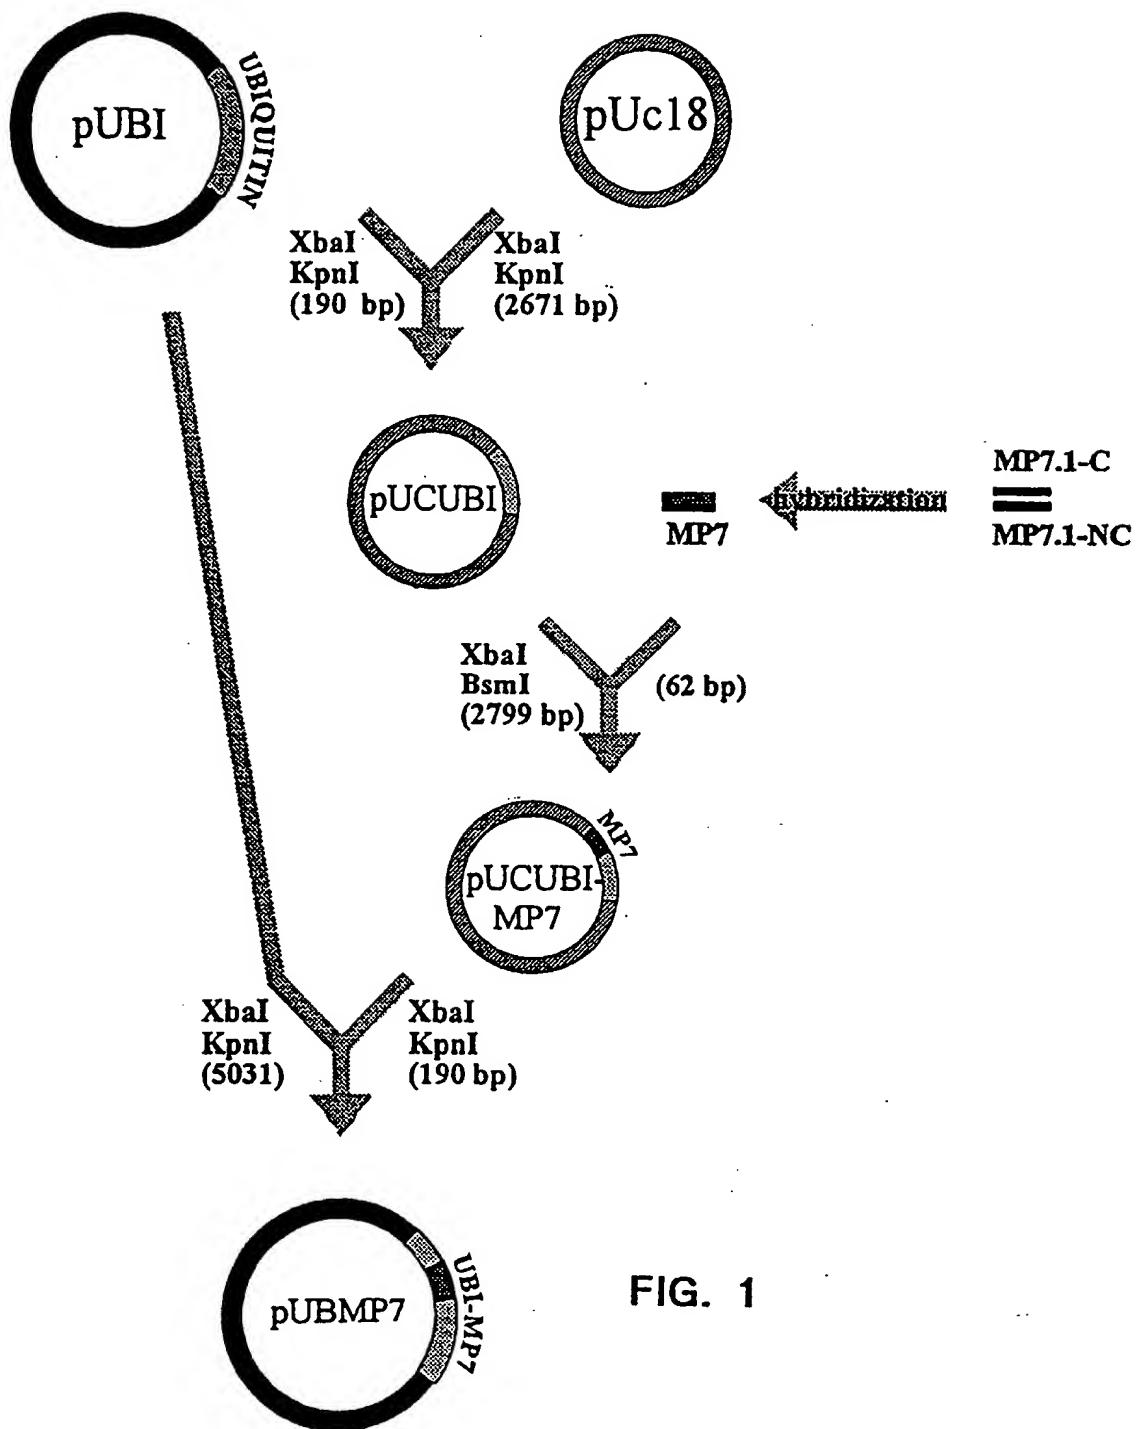 pUBI
UBIQUITIN
pUc18
XbaI
KpnI
(190 bp)
XbaI
KpnI
(2671 bp)
pUCUBI
MP7
hybridization
MP7.1-C
MP7.1-NC
XbaI
BsmI
(2799 bp)
(62 bp)
MP7
pUCUBI-
MP7
XbaI
KpnI
(5031)
XbaI
KpnI
(190 bp)
pUBMP7
UBI-MP7
FIG. 1